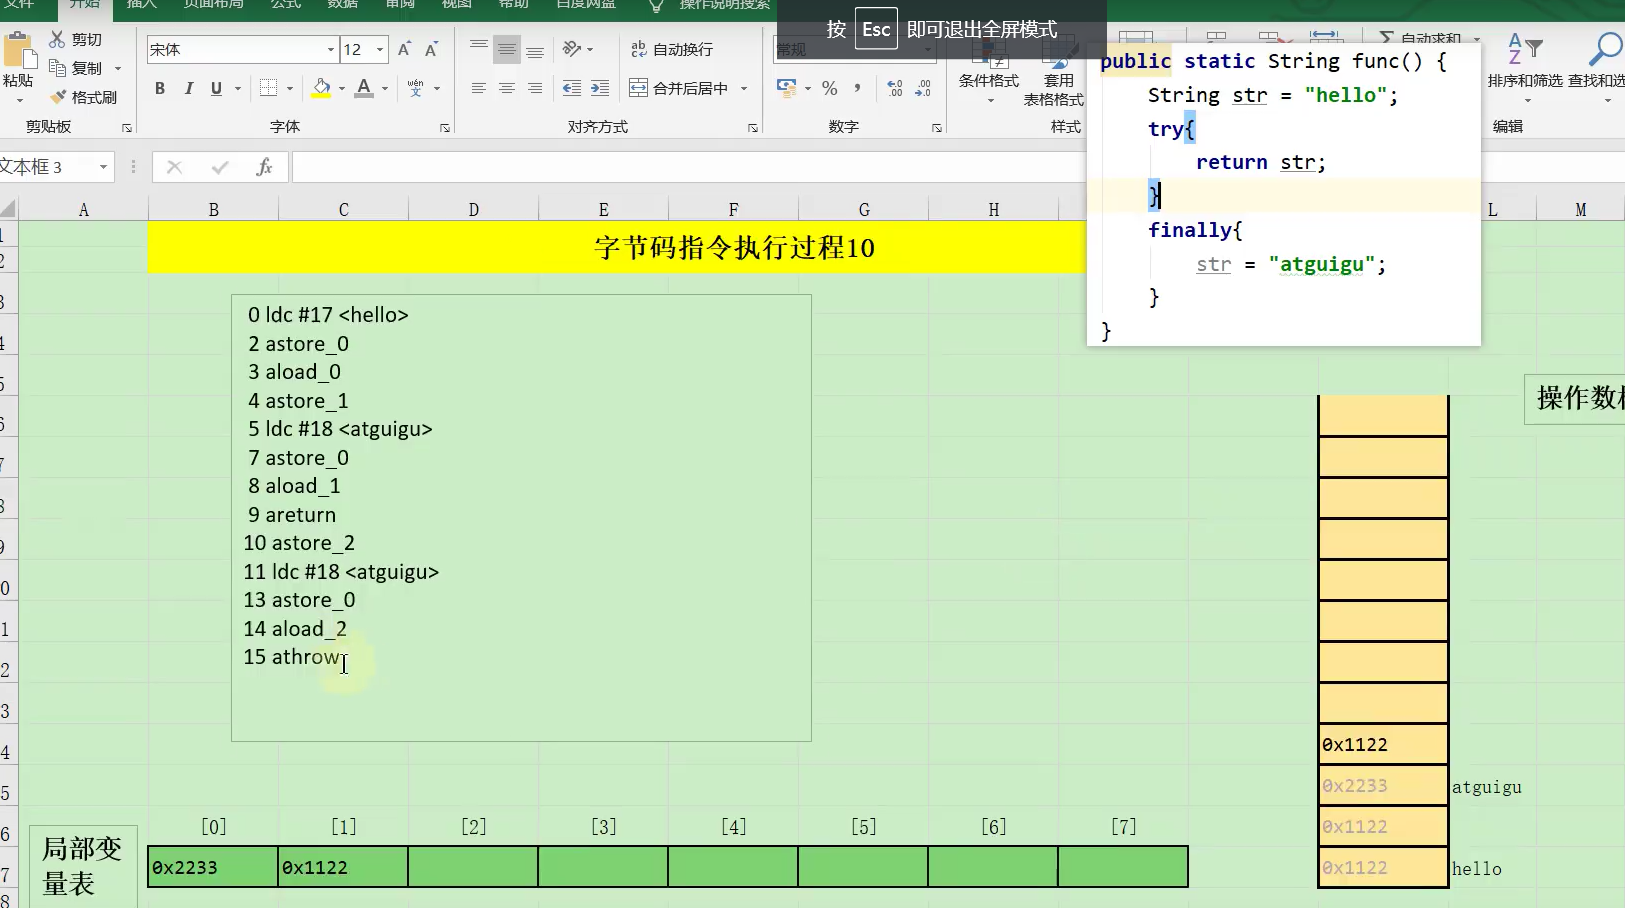 文件 开始 插入 页面布局 公式 数据 审阅 视图 帮助 百度网盘 操作说明搜索
按 Esc 即可退出全屏模式
粘贴 剪切 复制 格式刷
剪贴板
宋体 12
B I U A wén 文
字体
ab 自动换行
合并后居中
对齐方式
常规
% ,
数字
条件格式 套用
表格格式
样式
自动求和
排序和筛选 查找和选
编辑
文本框 3 fx
A B C D E F G H L M
字节码指令执行过程10
public static String func() {
String str = "hello";
try{
return str;
}
finally{
str = "atguigu";
}
}
0 ldc #17 <hello>
2 astore_0
3 aload_0
4 astore_1
5 ldc #18 <atguigu>
7 astore_0
8 aload_1
9 areturn
10 astore_2
11 ldc #18 <atguigu>
13 astore_0
14 aload_2
15 athrow
操作数
0x1122
0x2233 atguigu
0x1122
0x1122 hello
[0] [1] [2] [3] [4] [5] [6] [7]
局部变
量表
0x2233 0x1122